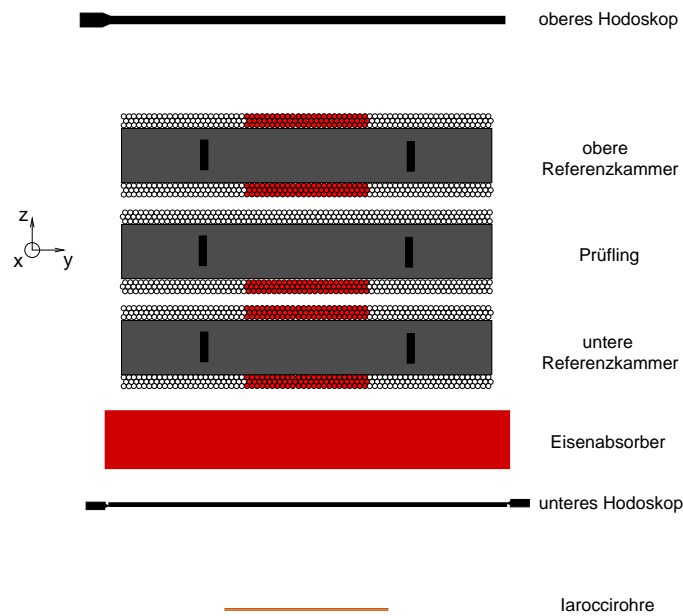 oberes Hodoskop
obere
Referenzkammer
z
x
y
Prüfling
untere
Referenzkammer
Eisenabsorber
unteres Hodoskop
Iaroccirohre